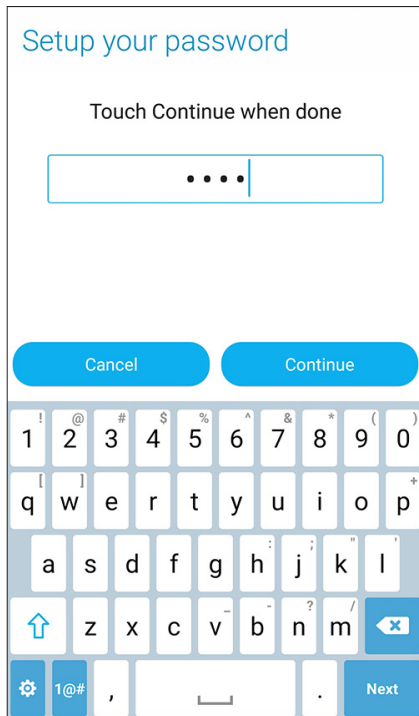 Setup your password
Touch Continue when done
••••
Cancel Continue
! @ # $ % ^ & * ( )
1 2 3 4 5 6 7 8 9 0
[ ] +
q w e r t y u i o p
: ; " '
a s d f g h j k l
_ - ? /
z x c v b n m
1@# , . Next